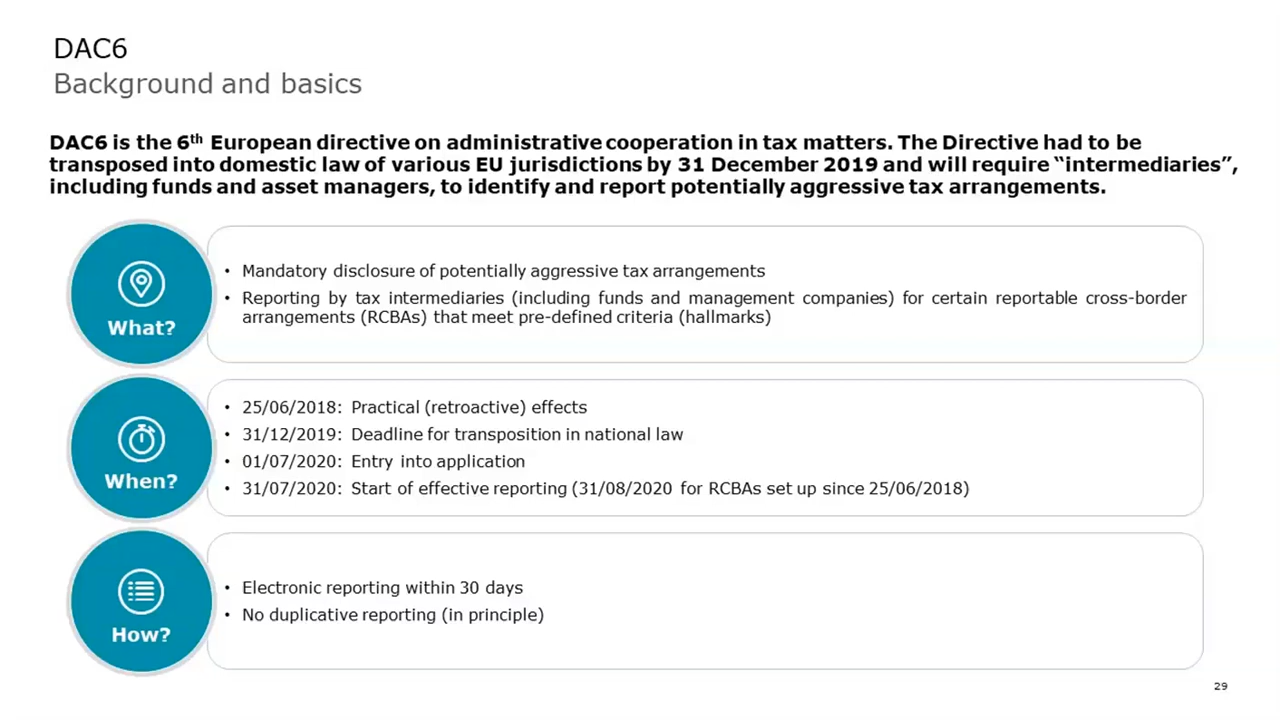 DAC6
Background and basics
DAC6 is the 6th European directive on administrative cooperation in tax matters. The Directive had to be
transposed into domestic law of various EU jurisdictions by 31 December 2019 and will require “intermediaries”,
including funds and asset managers, to identify and report potentially aggressive tax arrangements.
What?
• Mandatory disclosure of potentially aggressive tax arrangements
• Reporting by tax intermediaries (including funds and management companies) for certain reportable cross-border
arrangements (RCBAs) that meet pre-defined criteria (hallmarks)
When?
• 25/06/2018: Practical (retroactive) effects
• 31/12/2019: Deadline for transposition in national law
• 01/07/2020: Entry into application
• 31/07/2020: Start of effective reporting (31/08/2020 for RCBAs set up since 25/06/2018)
How?
• Electronic reporting within 30 days
• No duplicative reporting (in principle)
29